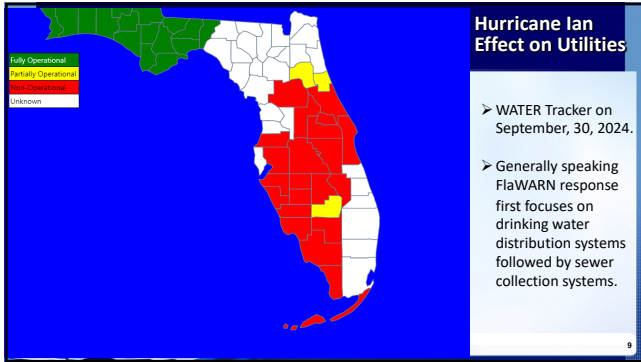 Hurricane Ian
Effect on Utilities
Fully Operational
Partially Operational
Non-Operational
Unknown
➢ WATER Tracker on
September, 30, 2024.
➢ Generally speaking
FlaWARN response
first focuses on
drinking water
distribution systems
followed by sewer
collection systems.
9